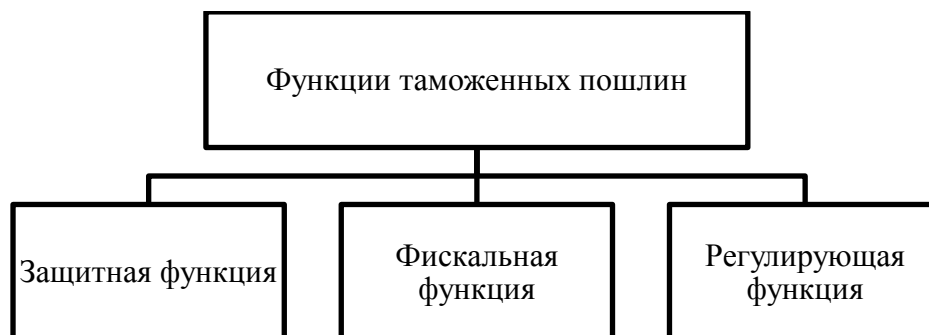 Функции таможенных пошлин
Защитная функция
Фискальная
функция
Регулирующая
функция